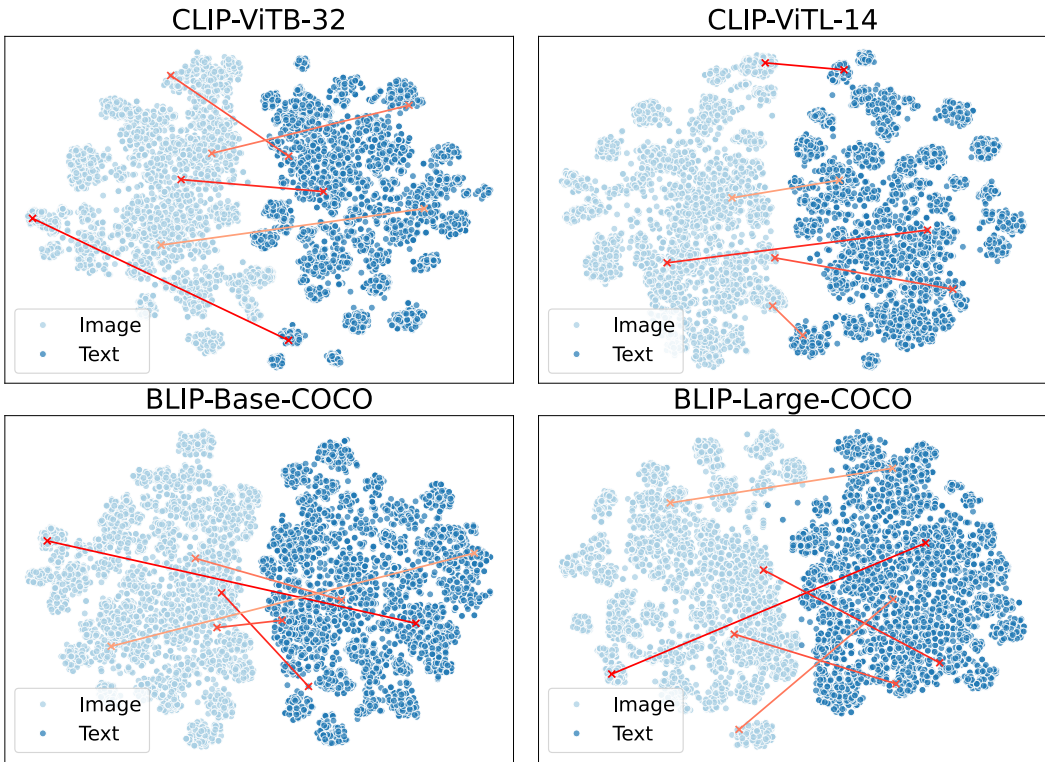 CLIP-ViTB-32
CLIP-ViTL-14
Image
Text
Image
Text
BLIP-Base-COCO
BLIP-Large-COCO
Image
Text
Image
Text